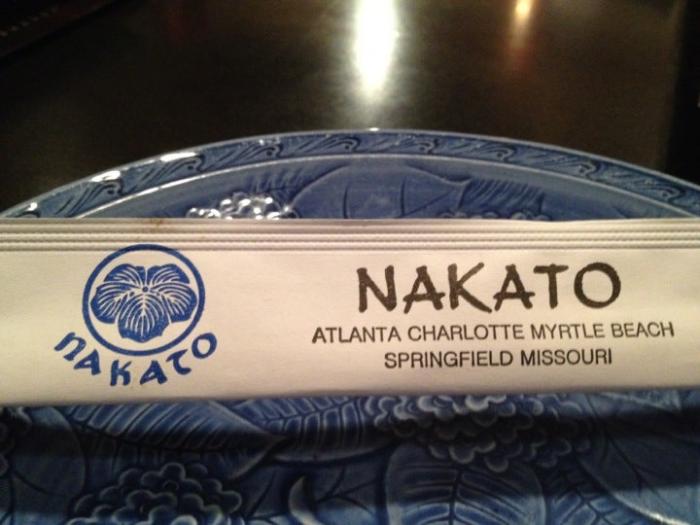 NAKATO
NAKATO
ATLANTA CHARLOTTE MYRTLE BEACH
SPRINGFIELD MISSOURI